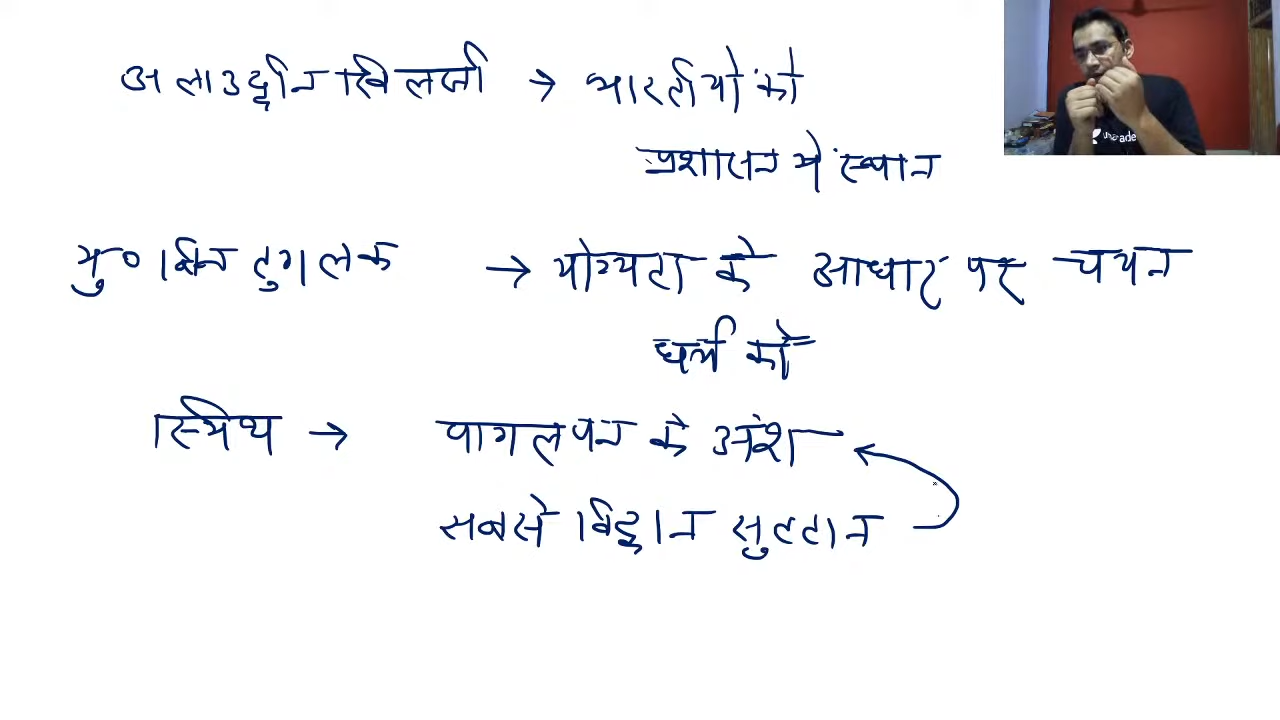 अलाउद्दीन खिलजी → भारतीयों को
प्रशासन में स्थान
मु० बिन तुगलक → योग्यता के आधार पर चयन
धर्म को
स्मिथ → पागलपन के अंश
सबसे विद्वान सुल्तान